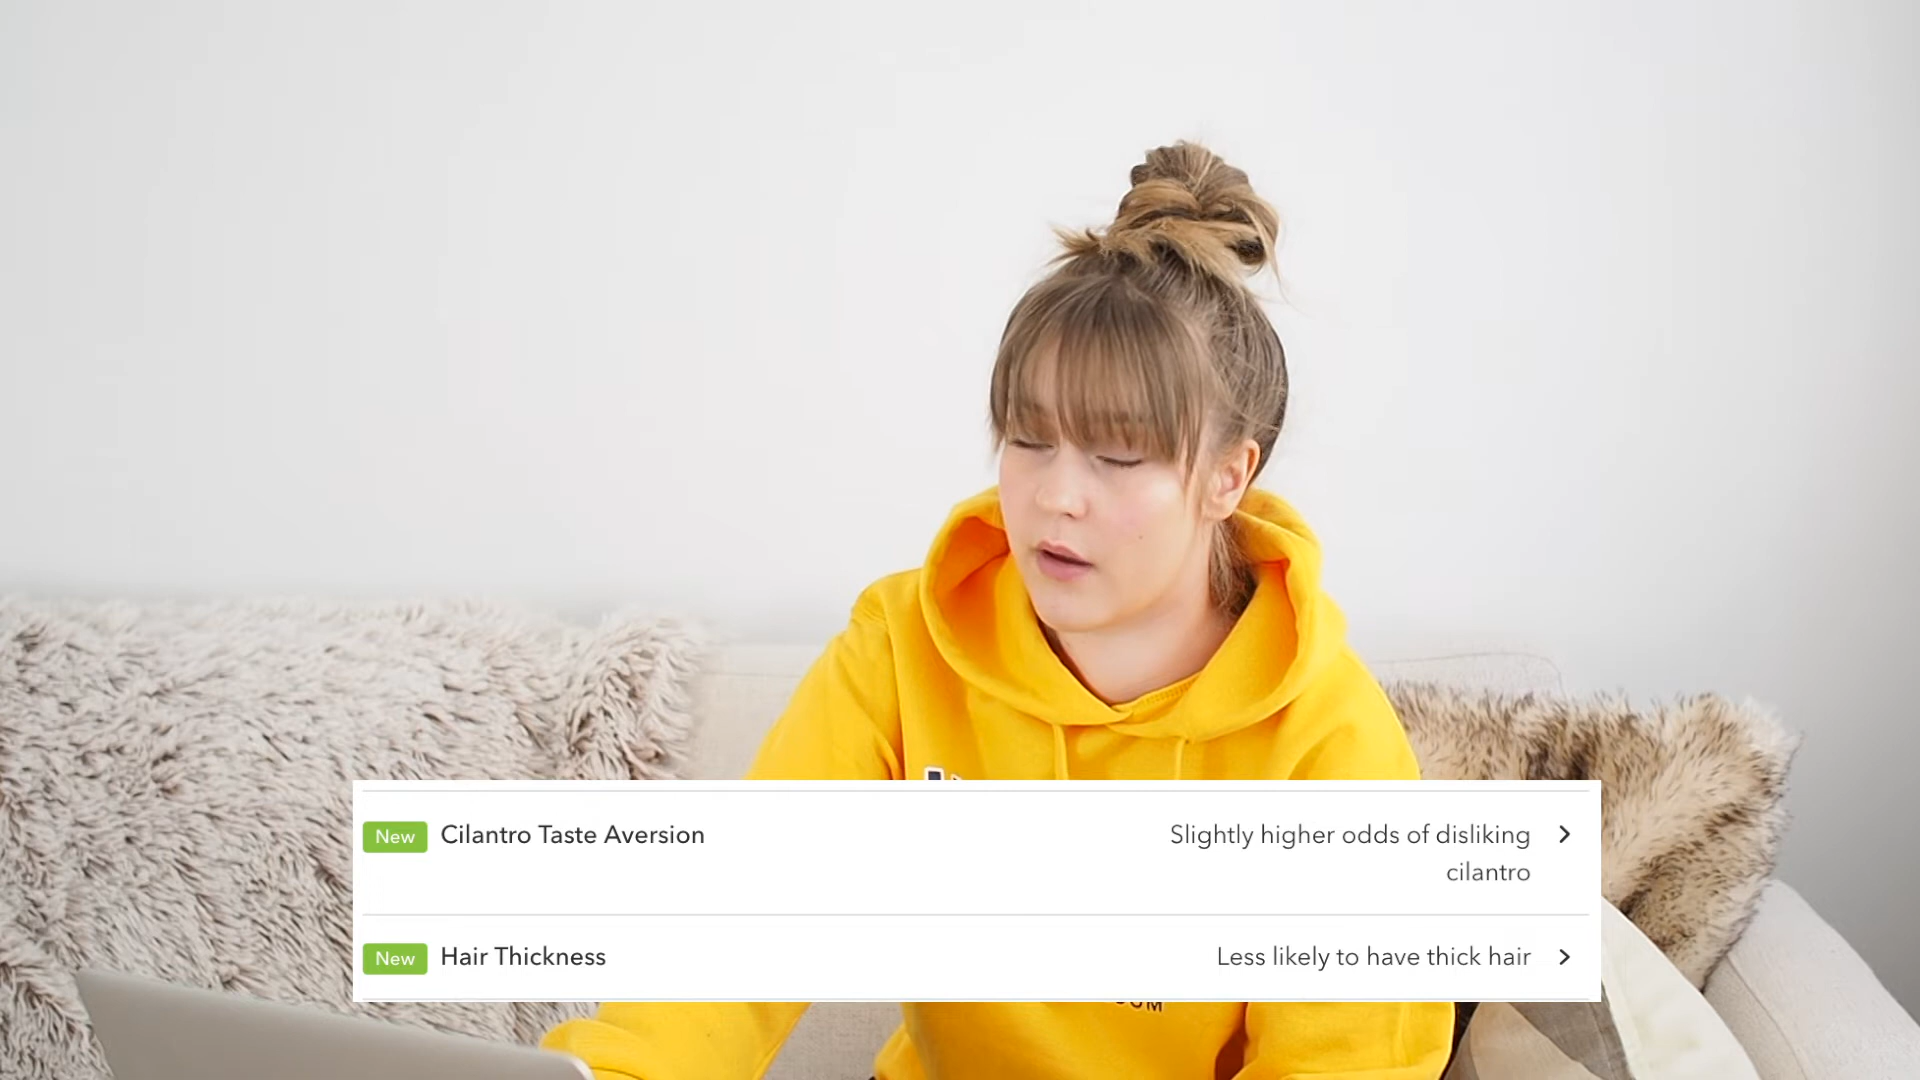 New Cilantro Taste Aversion Slightly higher odds of disliking
cilantro
New Hair Thickness Less likely to have thick hair